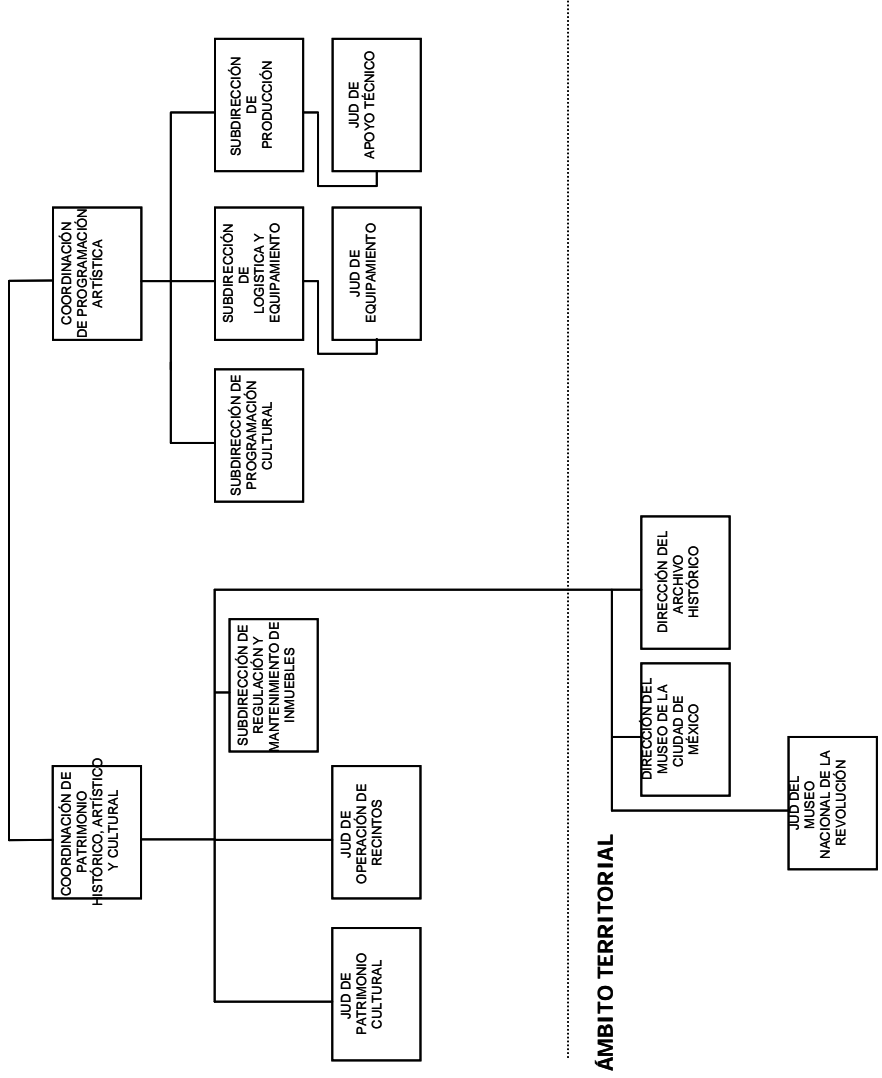 COORDINACIÓN DE
PATRIMONIO
HISTÓRICO, ARTÍSTICO
Y CULTURAL
COORDINACIÓN
DE PROGRAMACIÓN
ARTÍSTICA
JUD DE
PATRIMONIO
CULTURAL
JUD DE
OPERACIÓN DE
RECINTOS
SUBDIRECCIÓN DE
REGULACIÓN Y
MANTENIMIENTO DE
INMUEBLES
SUBDIRECCIÓN DE
PROGRAMACIÓN
CULTURAL
SUBDIRECCIÓN
DE
LOGISTICA Y
EQUIPAMIENTO
SUBDIRECCIÓN
DE
PRODUCCIÓN
JUD DE
EQUIPAMIENTO
JUD DE
APOYO TÉCNICO
ÁMBITO TERRITORIAL
DIRECCIÓN DEL
MUSEO DE LA
CIUDAD DE
MÉXICO
DIRECCIÓN DEL
ARCHIVO
HISTÓRICO
JUD DEL
MUSEO
NACIONAL DE LA
REVOLUCIÓN